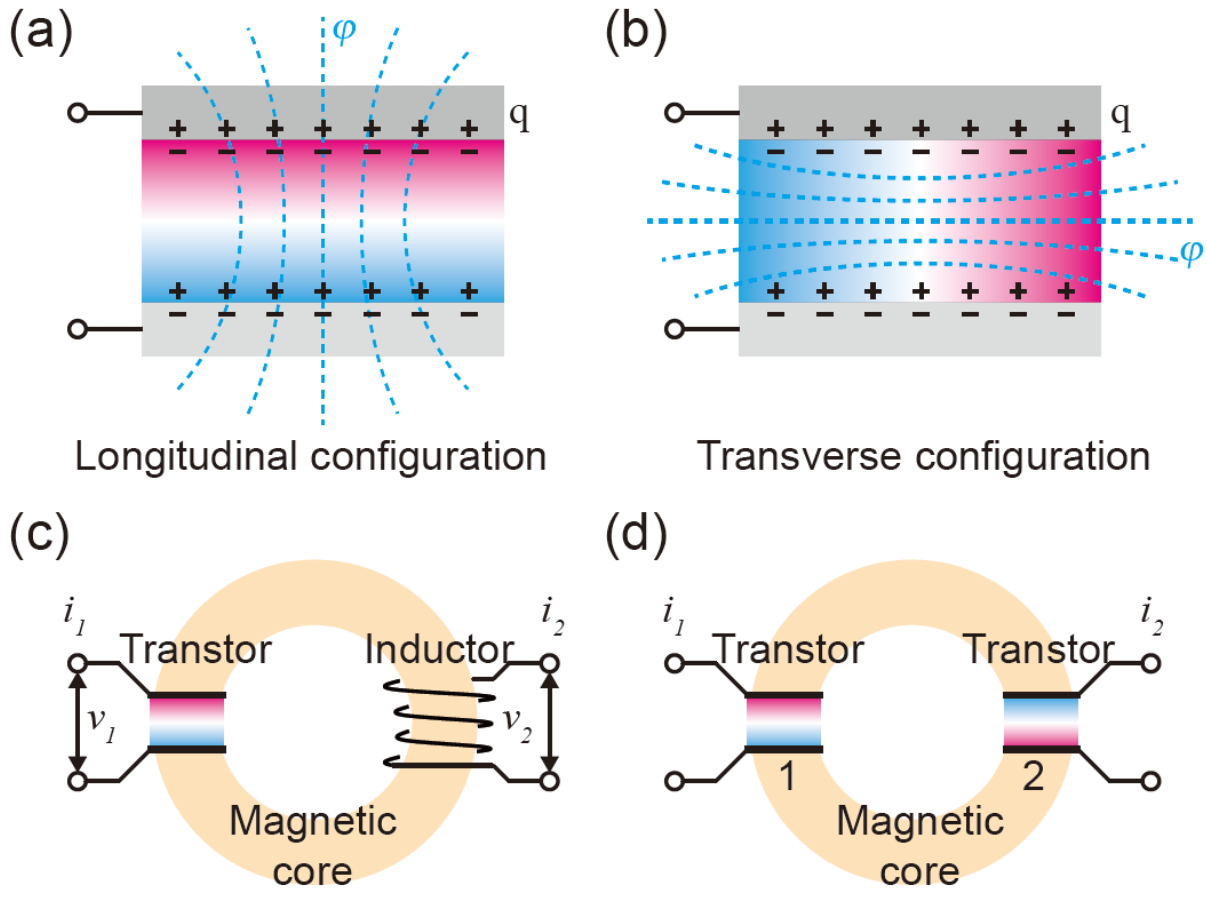 (a)
φ
q
+ + + + + + +
− − − − − − −
+ + + + + + +
− − − − − − −
Longitudinal configuration
(b)
q
+ + + + + + +
− − − − − − −
φ
+ + + + + + +
− − − − − − −
Transverse configuration
(c)
i1
Transtor
Inductor
i2
v1
v2
Magnetic
core
(d)
i1
Transtor
Transtor
i2
1
2
Magnetic
core